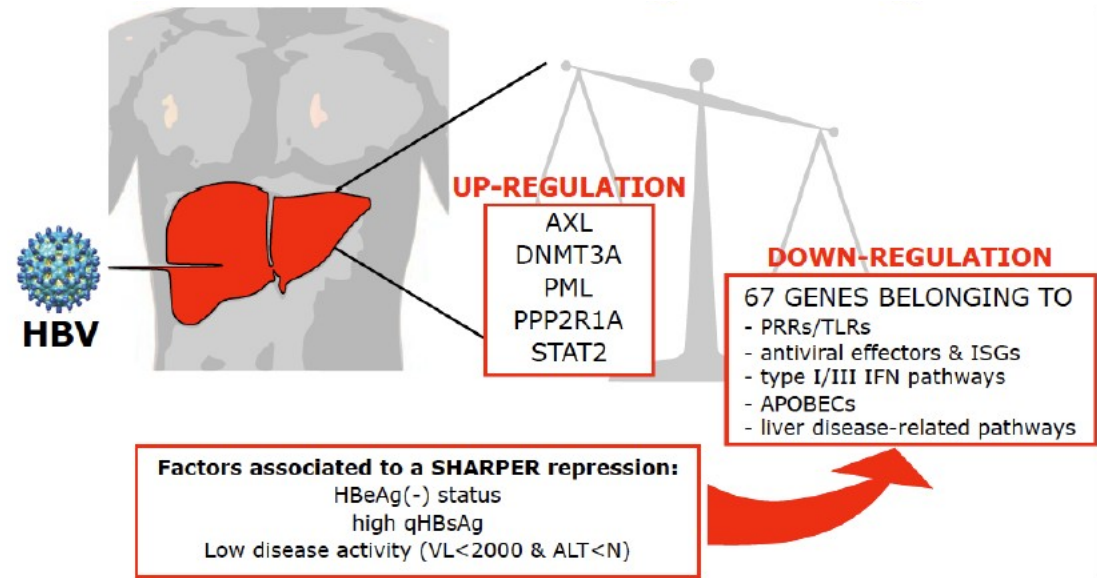 HBV
UP-REGULATION
AXL
DNMT3A
PML
PPP2R1A
STAT2
DOWN-REGULATION
67 GENES BELONGING TO
- PRRs/TLRs
- antiviral effectors & ISGs
- type I/III IFN pathways
- APOBECs
- liver disease-related pathways
Factors associated to a SHARPER repression:
HBeAg(-) status
high qHBsAg
Low disease activity (VL<2000 & ALT<N)